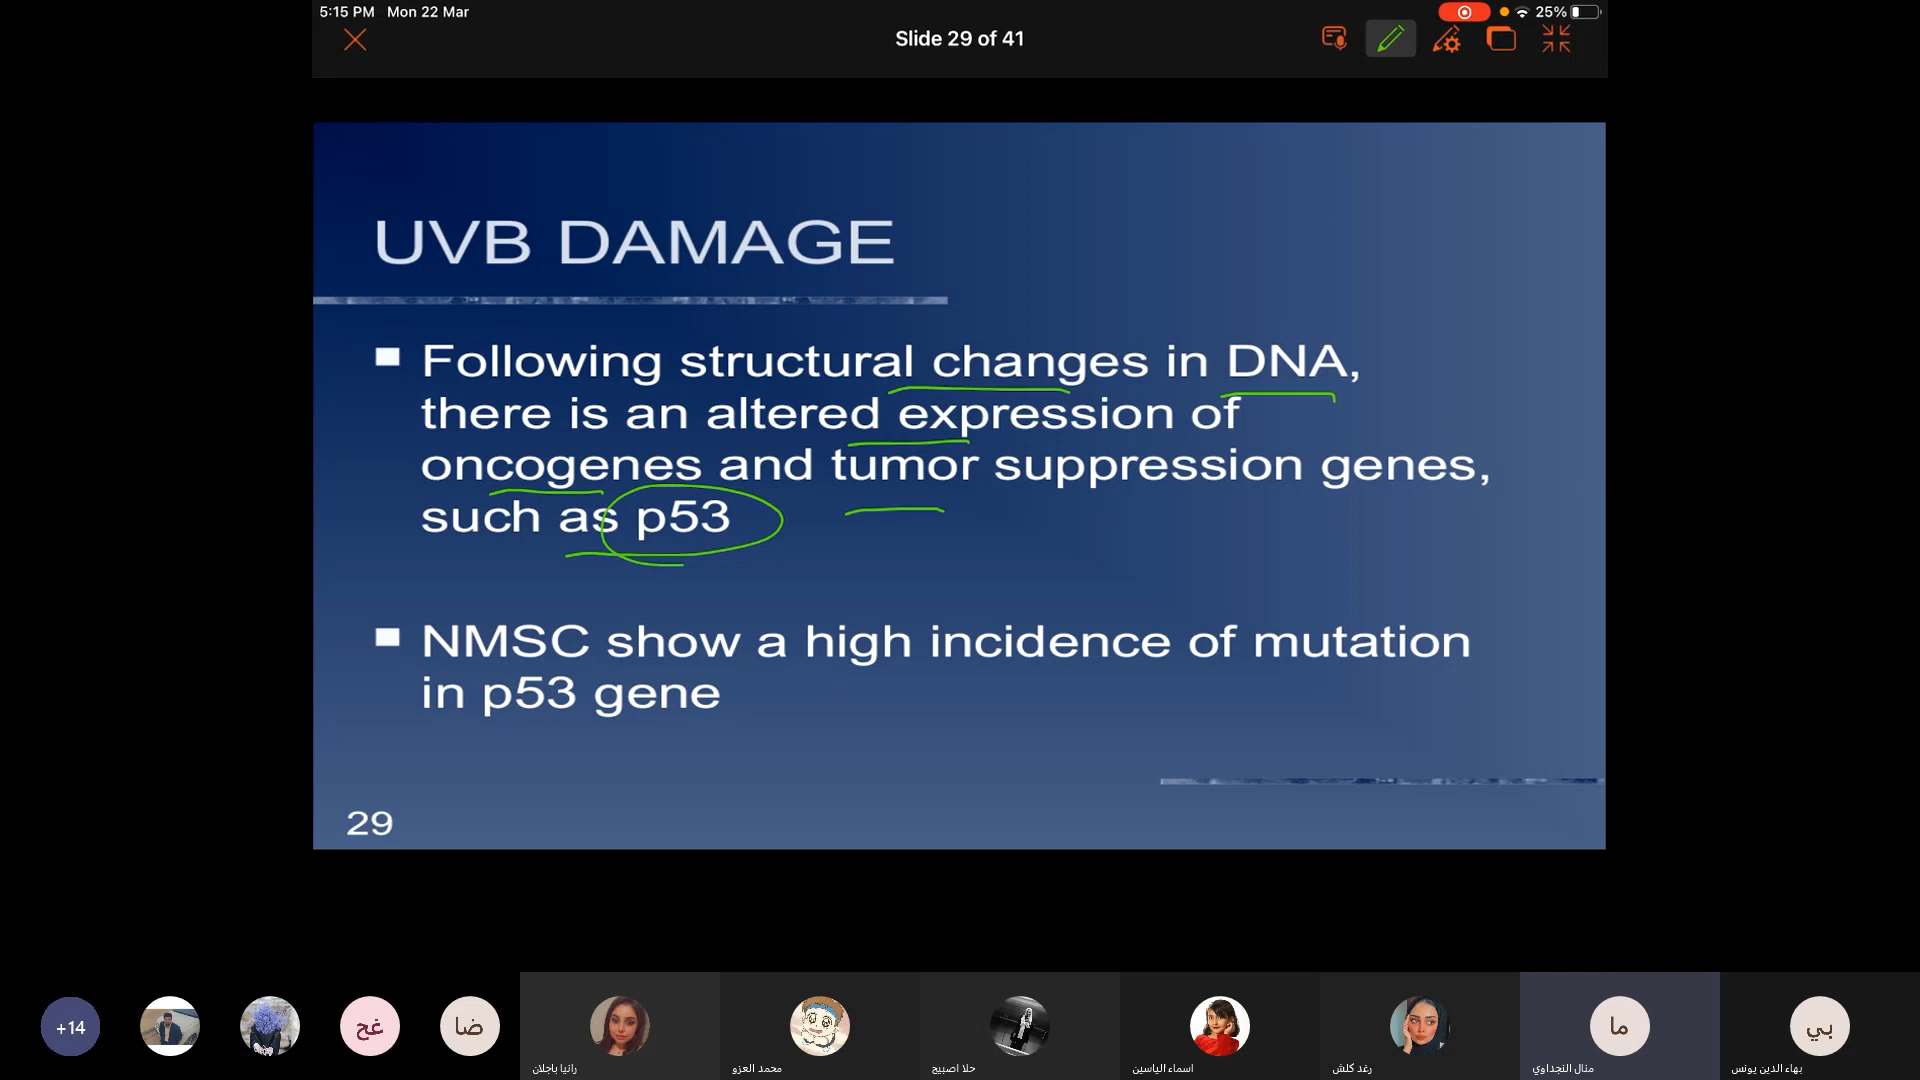 5:15 PM Mon 22 Mar
25%
Slide 29 of 41
UVB DAMAGE
Following structural changes in DNA,
there is an altered expression of
oncogenes and tumor suppression genes,
such as p53
NMSC show a high incidence of mutation
in p53 gene
29
+14
غح
ضا
ما
بي
رانيا باجلان
محمد العزو
حلا اصبيح
اسماء الياسين
رغد كلش
منال النجداوي
بهاء الدين يونس